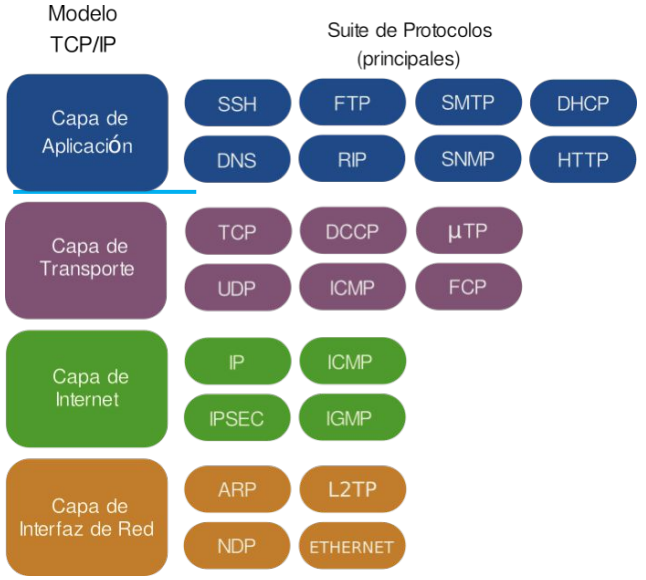 Modelo
TCP/IP
Suite de Protocolos
(principales)
Capa de
Aplicación
SSH
FTP
SMTP
DHCP
DNS
RIP
SNMP
HTTP
Capa de
Transporte
TCP
DCCP
µTP
UDP
ICMP
FCP
Capa de
Internet
IP
ICMP
IPSEC
IGMP
Capa de
Interfaz de Red
ARP
L2TP
NDP
ETHERNET